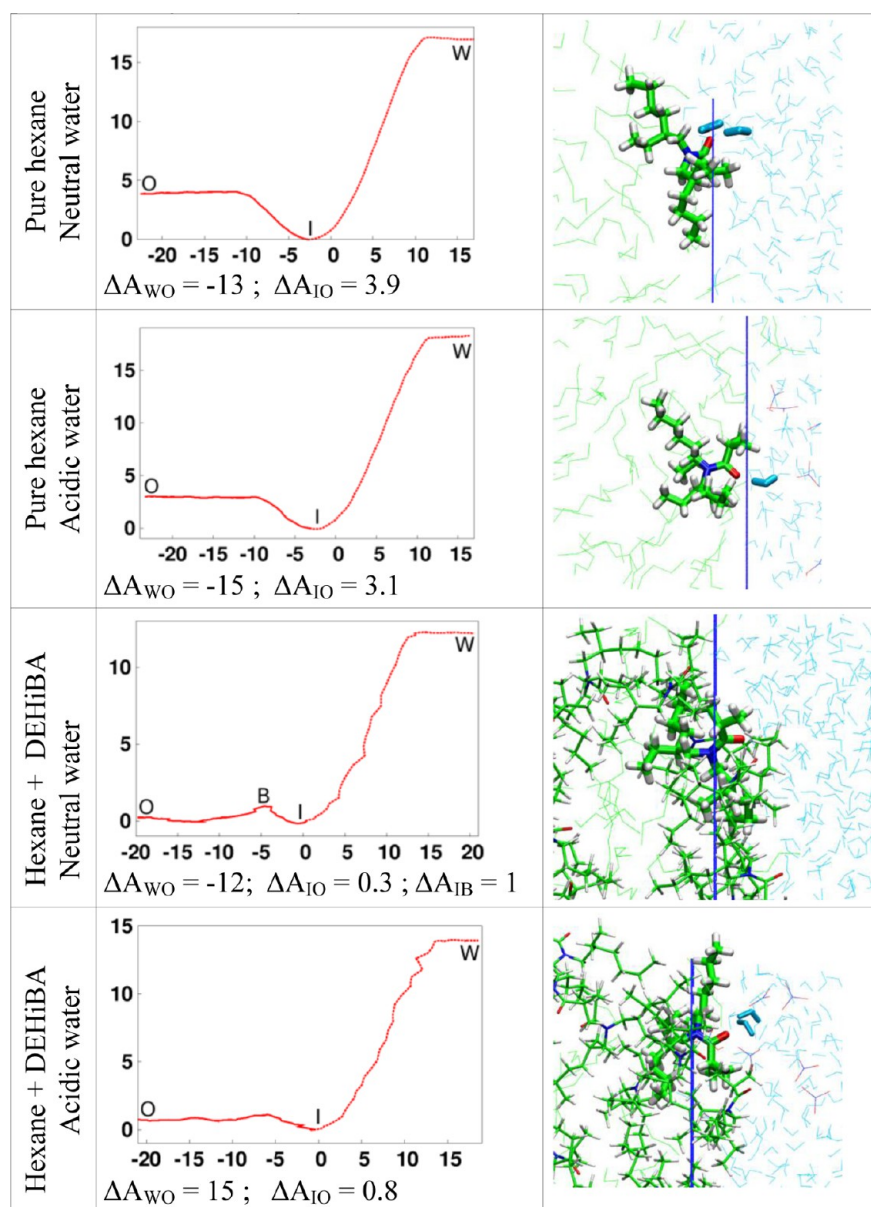 Pure hexane
Neutral water
15
10
5
0
O
I
W
-20 -15 -10 -5 0 5 10 15
ΔA_WO = -13 ; ΔA_IO = 3.9
Pure hexane
Acidic water
15
10
5
0
O
I
W
-20 -15 -10 -5 0 5 10 15
ΔA_WO = -15 ; ΔA_IO = 3.1
Hexane + DEHiBA
Neutral water
10
5
0
O
B
I
W
-20 -15 -10 -5 0 5 10 15 20
ΔA_WO = -12; ΔA_IO = 0.3 ; ΔA_IB = 1
Hexane + DEHiBA
Acidic water
15
10
5
0
O
I
W
-20 -15 -10 -5 0 5 10 15
ΔA_WO = 15 ; ΔA_IO = 0.8